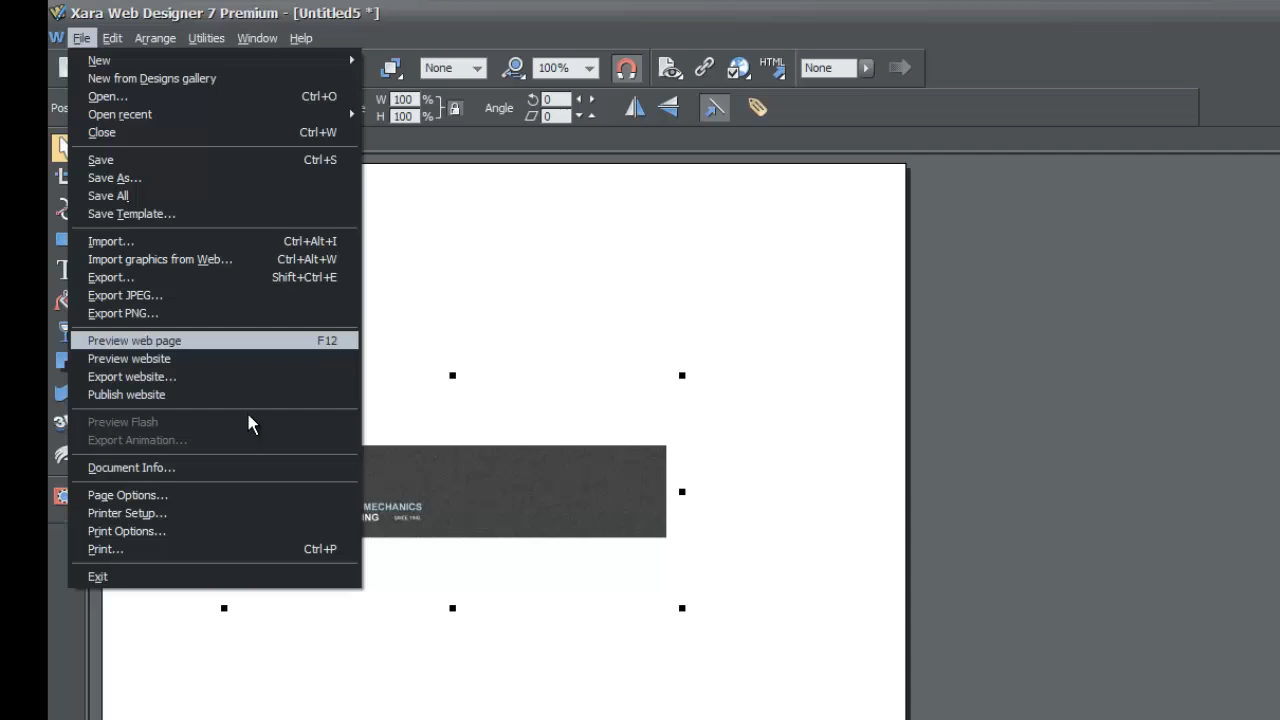 Xara Web Designer 7 Premium - [Untitled5 *]
File Edit Arrange Utilities Window Help
None 100% HTML None
W 100 %
H 100 %
Angle 0
0
New
New from Designs gallery
Open... Ctrl+O
Open recent
Close Ctrl+W
Save Ctrl+S
Save As...
Save All
Save Template...
Import... Ctrl+Alt+I
Import graphics from Web... Ctrl+Alt+W
Export... Shift+Ctrl+E
Export JPEG...
Export PNG...
Preview web page F12
Preview website
Export website...
Publish website
Preview Flash
Export Animation...
Document Info...
Page Options...
Printer Setup...
Print Options...
Print... Ctrl+P
Exit
MECHANICS
ING SINCE 1940.